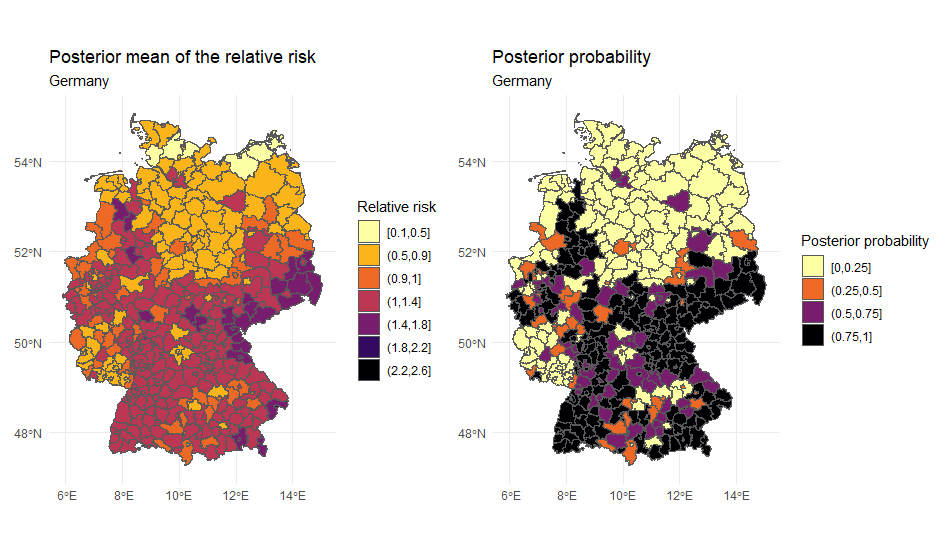 Posterior mean of the relative risk
Germany
54°N
52°N
50°N
48°N
6°E
8°E
10°E
12°E
14°E
Relative risk
[0.1,0.5]
(0.5,0.9]
(0.9,1]
(1,1.4]
(1.4,1.8]
(1.8,2.2]
(2.2,2.6]
Posterior probability
Germany
54°N
52°N
50°N
48°N
6°E
8°E
10°E
12°E
14°E
Posterior probability
[0,0.25]
(0.25,0.5]
(0.5,0.75]
(0.75,1]